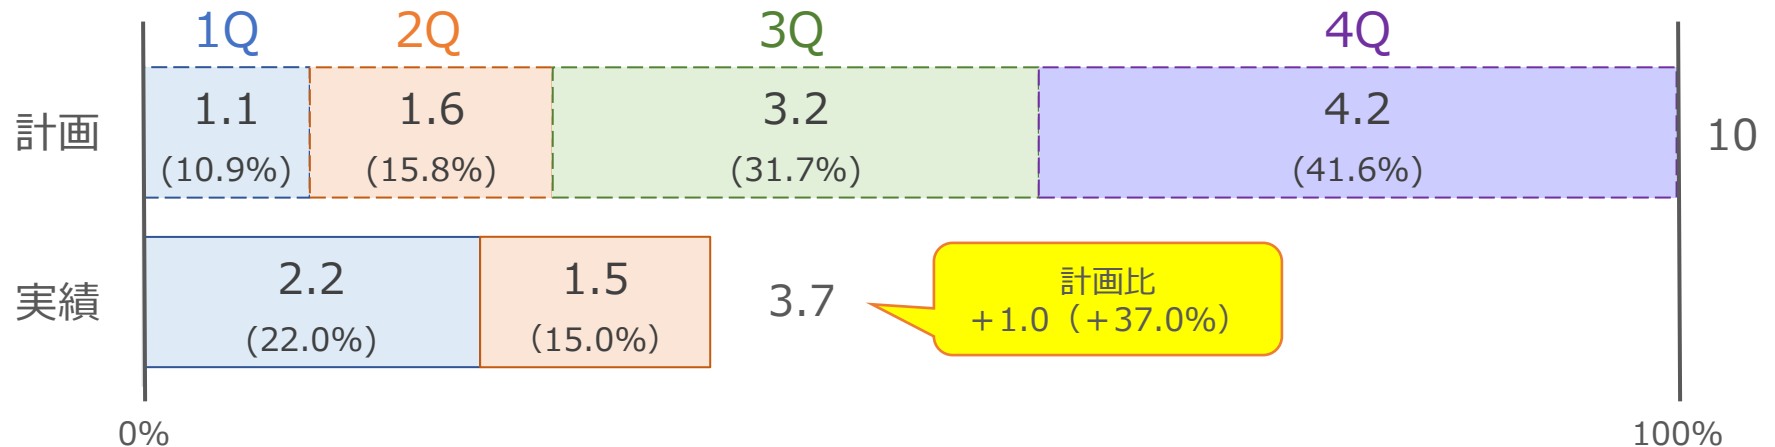 1Q 2Q 3Q 4Q
計画 1.1 1.6 3.2 4.2 10
(10.9%) (15.8%) (31.7%) (41.6%)
実績 2.2 1.5 3.7
(22.0%) (15.0%)
計画比
+1.0（+37.0%）
0% 100%